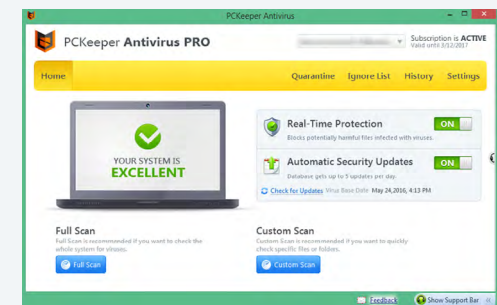 PCKeeper Antivirus
PCKeeper Antivirus PRO
Subscription is ACTIVE
Valid until 3/12/2017
Home
Quarantine Ignore List History Settings
YOUR SYSTEM IS
EXCELLENT
Real-Time Protection
ON
Blocks potentially harmful files infected with viruses.
Automatic Security Updates
ON
Database gets up to 5 updates per day.
Check for Updates Virus Base Date May 24,2016, 4:13 PM
Full Scan
Full Scan is recommended if you want to check the
whole system for viruses.
Full Scan
Custom Scan
Custom Scan is recommended if you want to quickly
check specific files or folders.
Custom Scan
Feedback
Show Support Bar